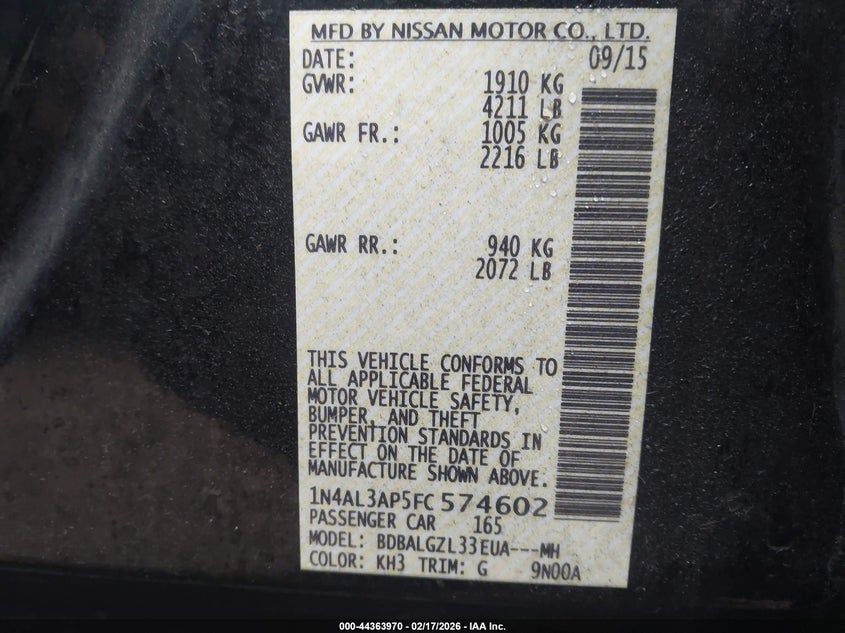 MFD BY NISSAN MOTOR CO., LTD.
DATE: 09/15
GVWR: 1910 KG
4211 LB
GAWR FR.: 1005 KG
2216 LB
GAWR RR.: 940 KG
2072 LB
THIS VEHICLE CONFORMS TO
ALL APPLICABLE FEDERAL
MOTOR VEHICLE SAFETY,
BUMPER, AND THEFT
PREVENTION STANDARDS IN
EFFECT ON THE DATE OF
MANUFACTURE SHOWN ABOVE.
1N4AL3AP5FC574602
PASSENGER CAR 165
MODEL: BDBALGZL33EUA---MH
COLOR: KH3 TRIM: G 9N00A
000-44363970 - 02/17/2026 - IAA Inc.